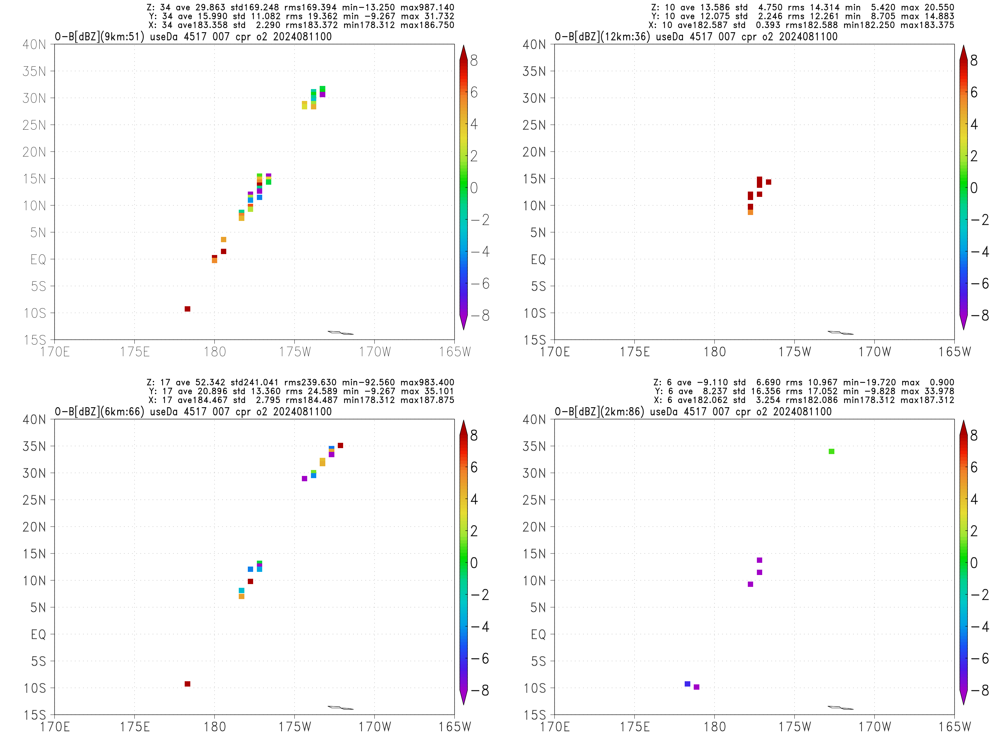 Z: 34 ave 29.863 std169.248 rms169.394 min-13.250 max987.140
Y: 34 ave 15.990 std 11.082 rms 19.362 min -9.267 max 31.732
X: 34 ave183.358 std 2.290 rms183.372 min178.312 max186.750
O-B[dBZ](9km:51) useDa 4517 007 cpr o2 2024081100
40N
35N
30N
25N
20N
15N
10N
5N
EQ
5S
10S
15S
170E 175E 180 175W 170W 165W
8
6
4
2
0
-2
-4
-6
-8
Z: 10 ave 13.586 std 4.750 rms 14.314 min 5.420 max 20.550
Y: 10 ave 12.075 std 2.246 rms 12.261 min 8.705 max 14.883
X: 10 ave182.587 std 0.393 rms182.588 min182.250 max183.375
O-B[dBZ](12km:36) useDa 4517 007 cpr o2 2024081100
40N
35N
30N
25N
20N
15N
10N
5N
EQ
5S
10S
15S
170E 175E 180 175W 170W 165W
8
6
4
2
0
-2
-4
-6
-8
Z: 17 ave 52.342 std241.041 rms239.630 min-92.560 max983.400
Y: 17 ave 20.896 std 13.360 rms 24.589 min -9.267 max 35.101
X: 17 ave184.467 std 2.795 rms184.487 min178.312 max187.875
O-B[dBZ](6km:66) useDa 4517 007 cpr o2 2024081100
40N
35N
30N
25N
20N
15N
10N
5N
EQ
5S
10S
15S
170E 175E 180 175W 170W 165W
8
6
4
2
0
-2
-4
-6
-8
Z: 6 ave -9.110 std 6.690 rms 10.967 min-19.720 max 0.900
Y: 6 ave 8.237 std 16.356 rms 17.052 min -9.828 max 33.978
X: 6 ave182.062 std 3.254 rms182.086 min178.312 max187.312
O-B[dBZ](2km:86) useDa 4517 007 cpr o2 2024081100
40N
35N
30N
25N
20N
15N
10N
5N
EQ
5S
10S
15S
170E 175E 180 175W 170W 165W
8
6
4
2
0
-2
-4
-6
-8